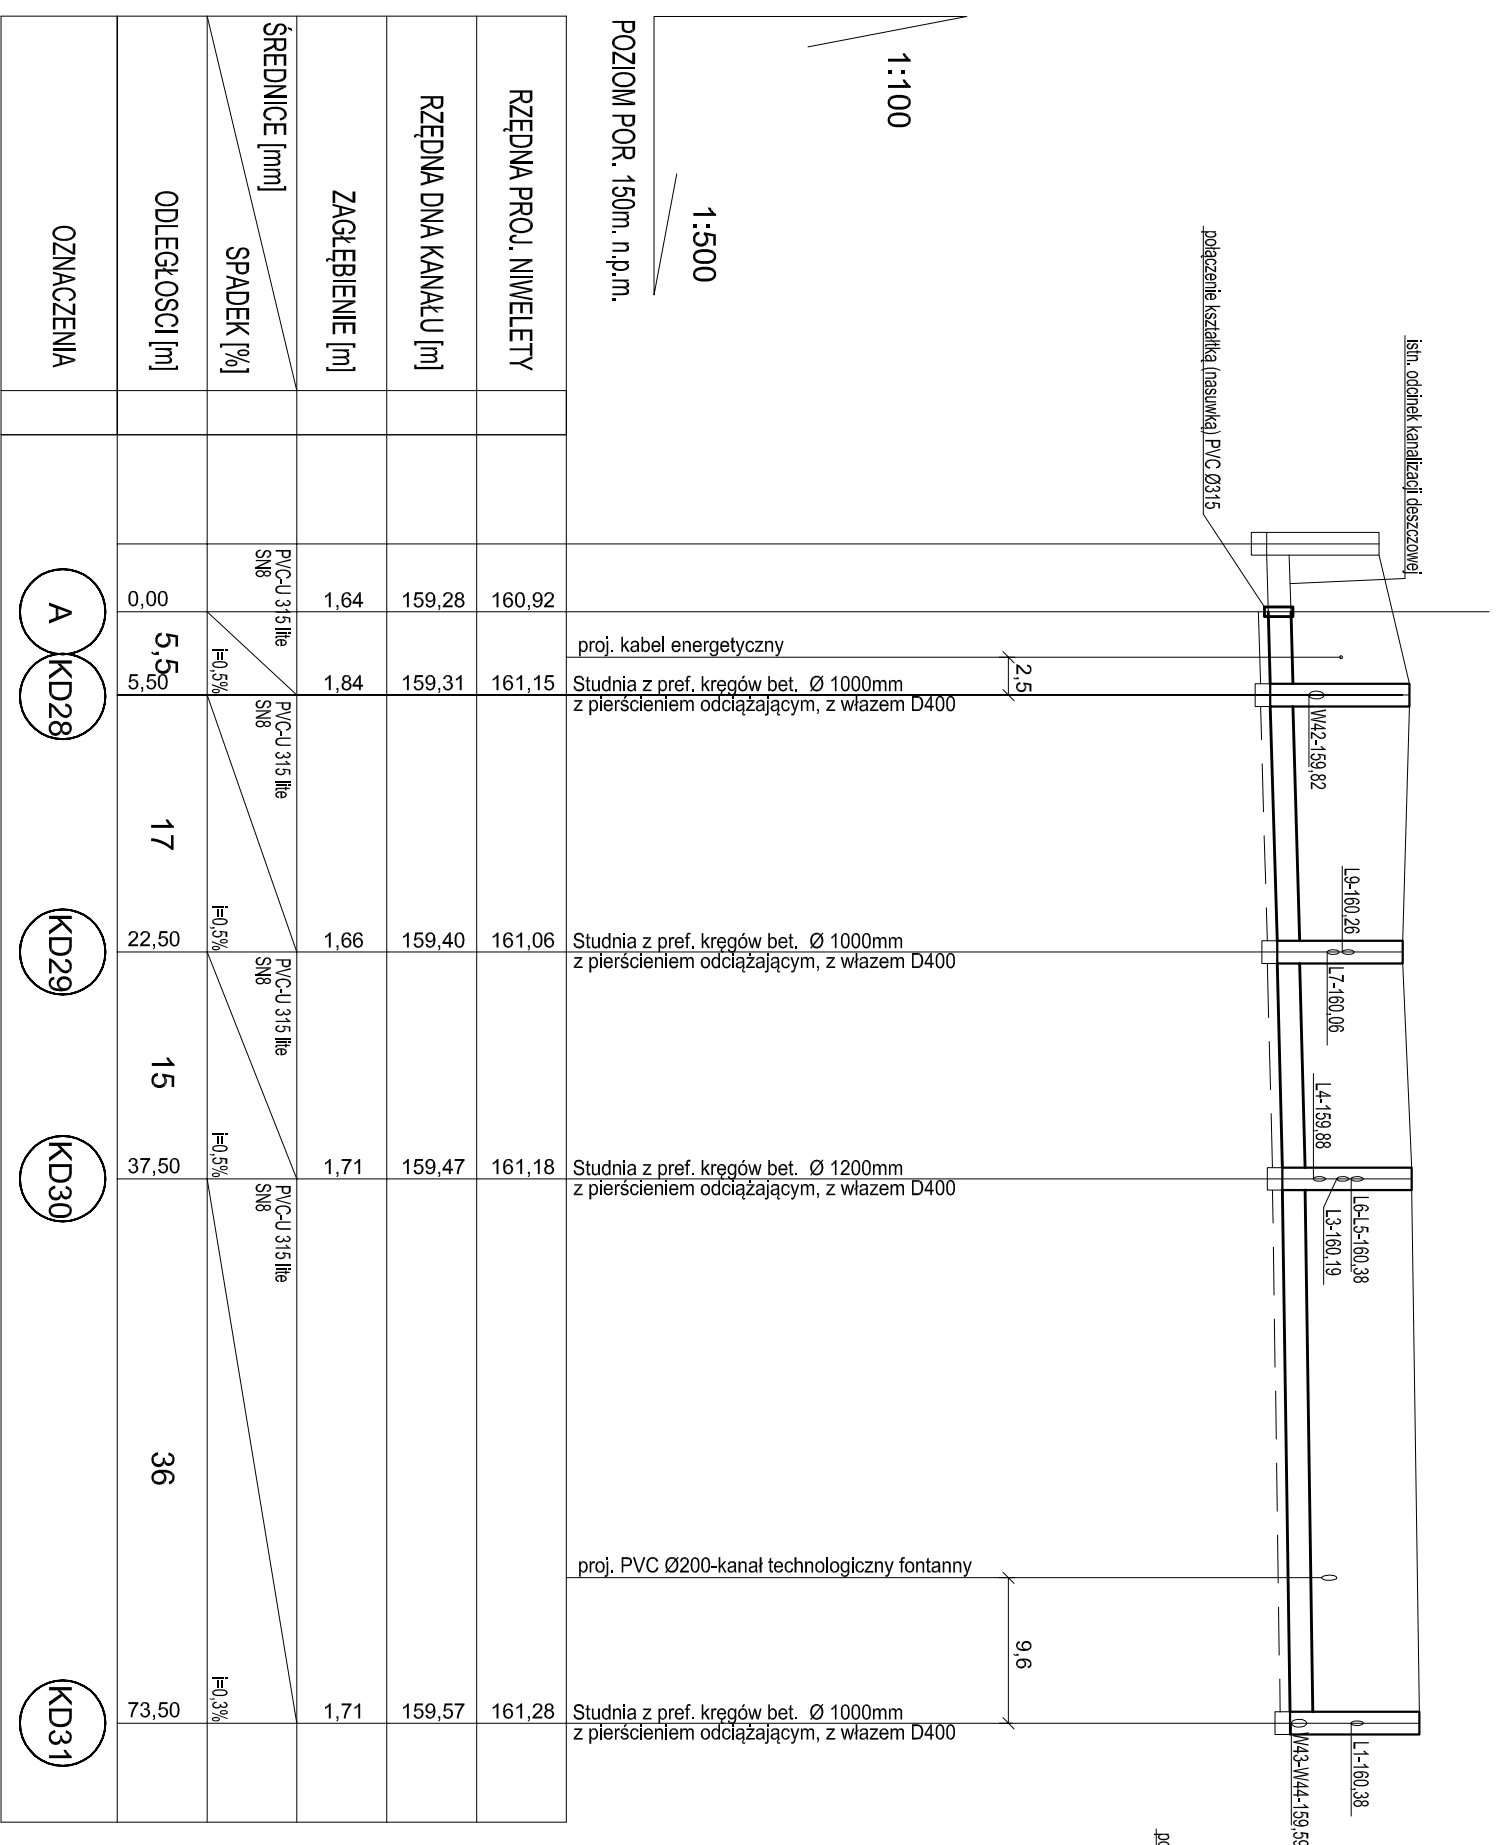 istn. odcinek kanalizacji deszczowej
połączenie kształtką (nasuwką) PVC Ø315
1:100
1:500
POZIOM POR. 150m. n.p.m.
W42-159,82
L9-160,26
L7-160,06
L4-159,88
L6-L5-160,38
L3-160,19
L1-160,38
W43-W44-159,59
2,5
9,6
proj. kabel energetyczny
Studnia z pref. kręgów bet. Ø 1000mm
z pierścieniem odciążającym, z włazem D400
Studnia z pref. kręgów bet. Ø 1000mm
z pierścieniem odciążającym, z włazem D400
Studnia z pref. kręgów bet. Ø 1200mm
z pierścieniem odciążającym, z włazem D400
proj. PVC Ø200-kanał technologiczny fontanny
Studnia z pref. kręgów bet. Ø 1000mm
z pierścieniem odciążającym, z włazem D400
RZĘDNA PROJ. NIWELETY
160,92 161,15 161,06 161,18 161,28
RZĘDNA DNA KANAŁU [m]
159,28 159,31 159,40 159,47 159,57
ZAGŁĘBIENIE [m]
1,64 1,84 1,66 1,71 1,71
ŚREDNICE [mm]
SPADEK [%]
PVC-U 315 lite
SN8
i=0,5%
PVC-U 315 lite
SN8
i=0,5%
PVC-U 315 lite
SN8
i=0,5%
PVC-U 315 lite
SN8
i=0,3%
ODLEGŁOSCI [m]
5,5 17 15 36
0,00 5,50 22,50 37,50 73,50
OZNACZENIA
A KD28 KD29 KD30 KD31